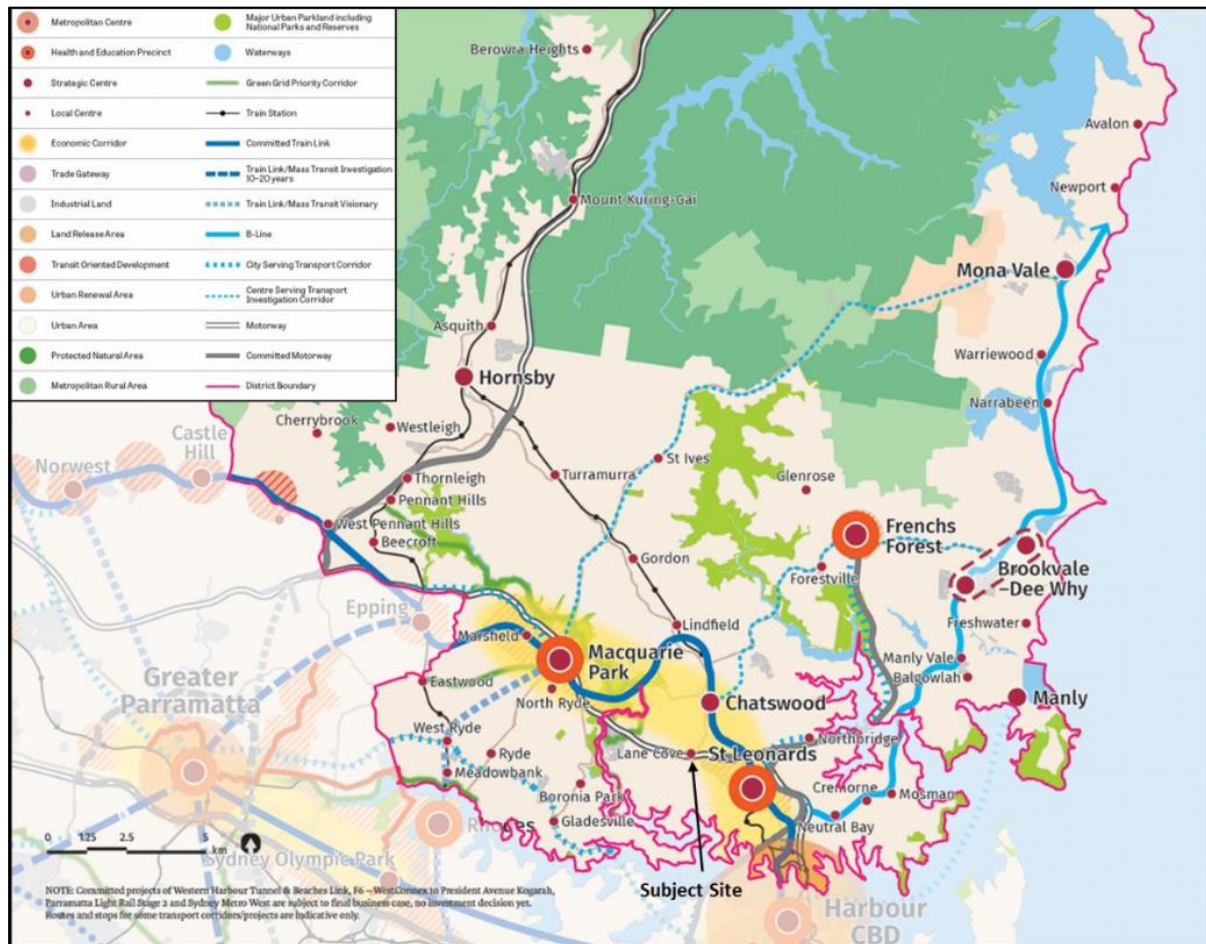 Metropolitan Centre
Health and Education Precinct
Strategic Centre
Local Centre
Economic Corridor
Trade Gateway
Industrial Land
Land Release Area
Transit Oriented Development
Urban Renewal Area
Urban Area
Protected Natural Area
Metropolitan Rural Area
Major Urban Parkland including
National Parks and Reserves
Waterways
Green Grid Priority Corridor
Train Station
Committed Train Link
Train Link/Mass Transit Investigation
10–20 years
Train Link/Mass Transit Visionary
B-Line
City Serving Transport Corridor
Centre Serving Transport
Investigation Corridor
Motorway
Committed Motorway
District Boundary
Berowra Heights
Avalon
Newport
Mount Kuring-Gai
Mona Vale
Asquith
Warriewood
Hornsby
Narrabeen
Cherrybrook
Westleigh
Castle
Hill
Norwest
St Ives
Thornleigh
Turramurra
Glenrose
Pennant Hills
West Pennant Hills
Beecroft
Frenchs
Forest
Gordon
Forestville
Brookvale
–Dee Why
Epping
Freshwater
Lindfield
Marsfield
Macquarie
Park
Manly Vale
Balgowlah
Eastwood
Greater
Parramatta
North Ryde
Chatswood
Manly
West Ryde
Northbridge
Ryde
Lane Cove
St Leonards
Meadowbank
Cremorne
Mosman
Boronia Park
Gladesville
Neutral Bay
Rhodes
0 1.25 2.5 5
km
Sydney Olympic Park
Subject Site
Harbour
CBD
NOTE: Committed projects of Western Harbour Tunnel & Beaches Link, F6 – WestConnex to President Avenue Kogarah,
Parramatta Light Rail Stage 2 and Sydney Metro West are subject to final business case, no investment decision yet.
Routes and stops for some transport corridors/projects are indicative only.